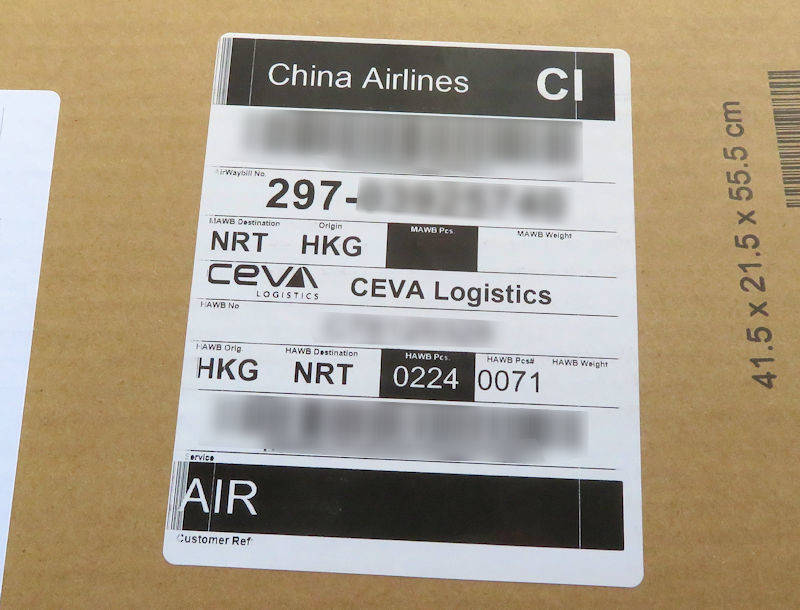 China Airlines CI
AirWaybill No.
297-
MAWB Destination Origin MAWB Pcs. MAWB Weight
NRT HKG
CEVA LOGISTICS CEVA Logistics
HAWB No
HAWB Orig. HAWB Destination HAWB Pcs. HAWB Pcs# HAWB Weight
HKG NRT 0224 0071
Service
AIR
Customer Ref
41.5 x 21.5 x 55.5 cm